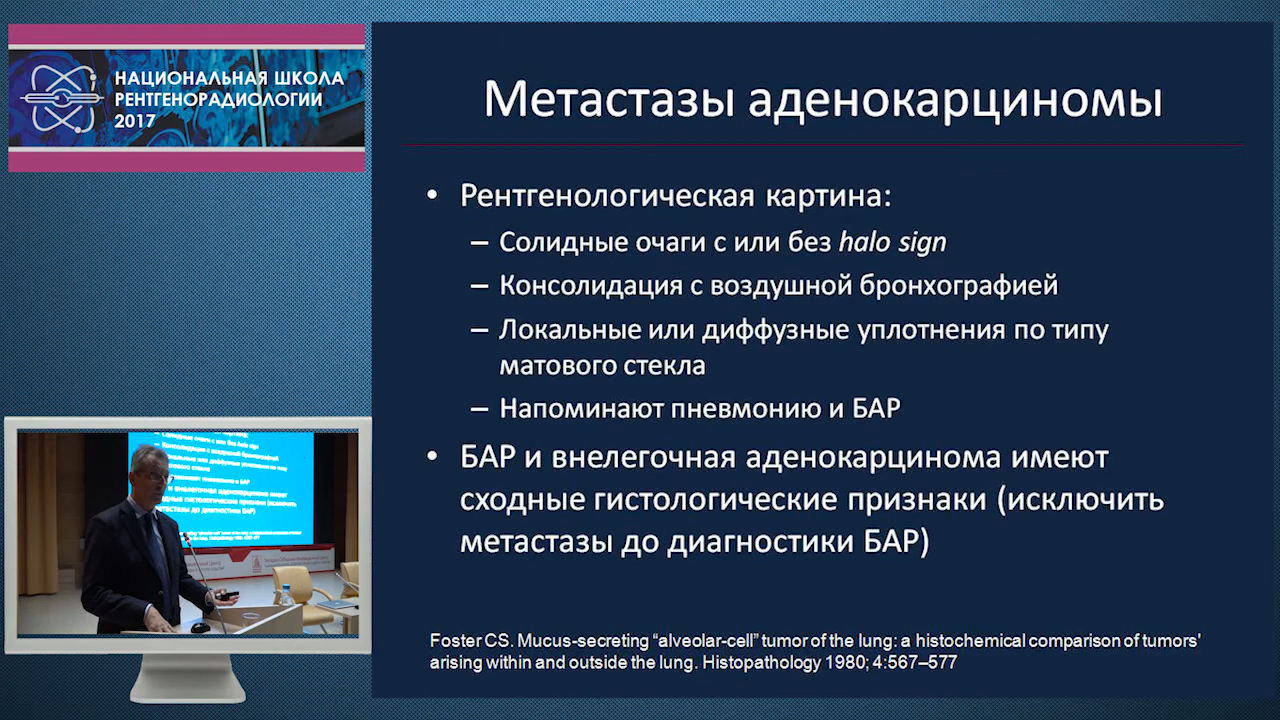 НАЦИОНАЛЬНАЯ ШКОЛА
РЕНТГЕНОРАДИОЛОГИИ
2017
Метастазы аденокарциномы
• Рентгенологическая картина:
– Солидные очаги с или без halo sign
– Консолидация с воздушной бронхографией
– Локальные или диффузные уплотнения по типу
матового стекла
– Напоминают пневмонию и БАР
• БАР и внелегочная аденокарцинома имеют
сходные гистологические признаки (исключить
метастазы до диагностики БАР)
Foster CS. Mucus-secreting “alveolar-cell” tumor of the lung: a histochemical comparison of tumors'
arising within and outside the lung. Histopathology 1980; 4:567–577